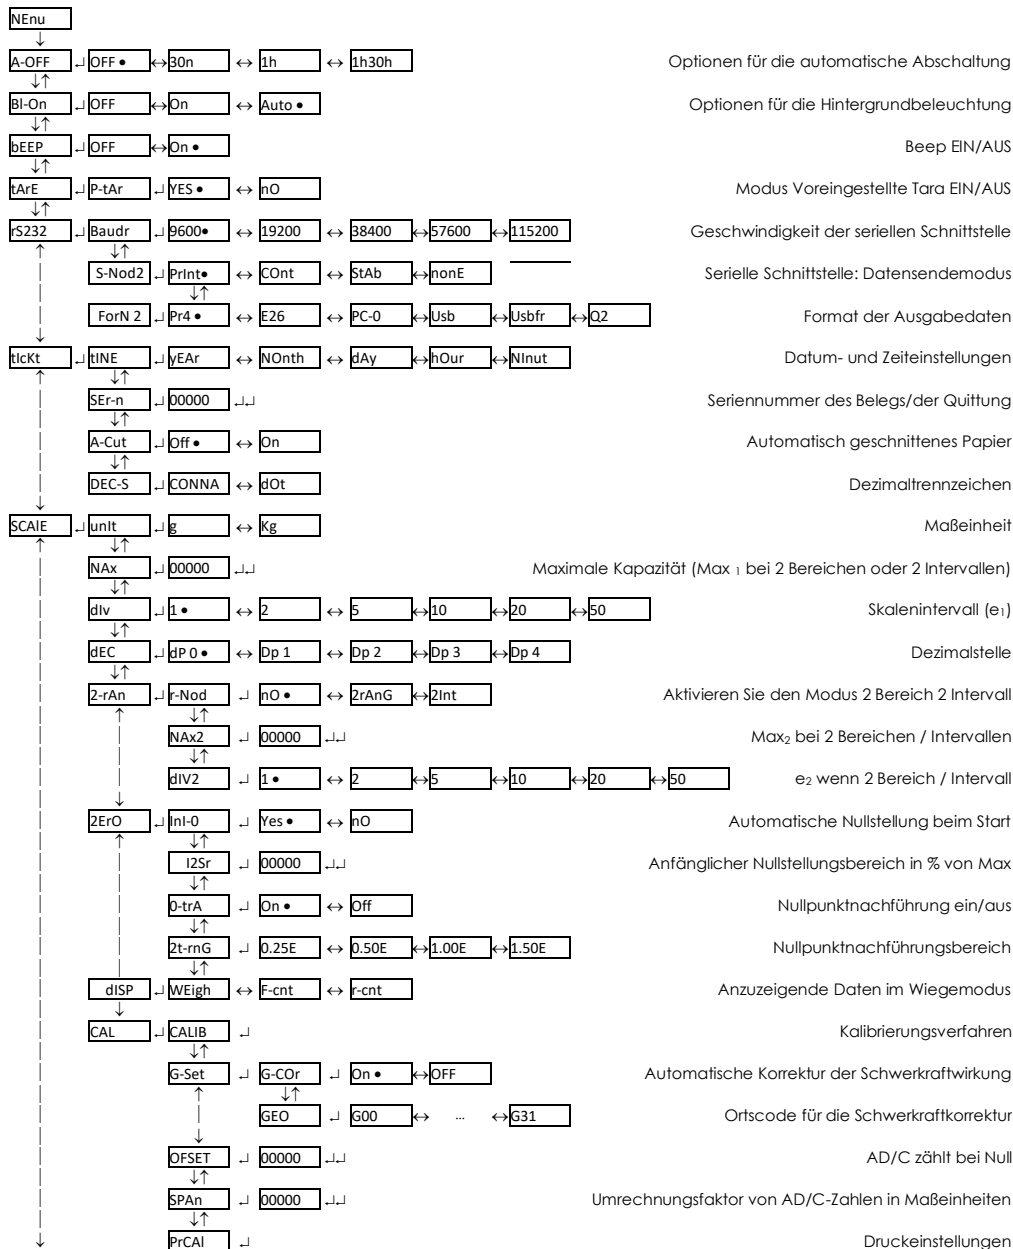 NEnu
↓
A-OFF ↵ OFF • ↔ 30n ↔ 1h ↔ 1h30h Optionen für die automatische Abschaltung
↓↑
Bl-On ↵ OFF ↔ On ↔ Auto • Optionen für die Hintergrundbeleuchtung
↓↑
bEEP ↵ OFF ↔ On • Beep EIN/AUS
↓↑
tArE ↵ P-tAr ↵ YES • ↔ nO Modus Voreingestellte Tara EIN/AUS
↓↑
rS232 ↵ Baudr ↵ 9600• ↔ 19200 ↔ 38400 ↔ 57600 ↔ 115200 Geschwindigkeit der seriellen Schnittstelle
↑ ↓↑
S-Nod2 ↵ PrInt• ↔ COnt ↔ StAb ↔ nonE Serielle Schnittstelle: Datensendemodus
↓↑
ForN 2 ↵ Pr4 • ↔ E26 ↔ PC-0 ↔ Usb ↔ Usbfr ↔ Q2 Format der Ausgabedaten
↓
tIcKt ↵ tINE ↵ yEAr ↔ NOnth ↔ dAy ↔ hOur ↔ NInut Datum- und Zeiteinstellungen
↑ ↓↑
SEr-n ↵ 00000 ↵↵ Seriennummer des Belegs/der Quittung
↓↑
A-Cut ↵ Off • ↔ On Automatisch geschnittenes Papier
↓↑
DEC-S ↵ CONNA ↔ dOt Dezimaltrennzeichen
↓
SCAlE ↵ unIt ↵ g ↔ Kg Maßeinheit
↑ ↓↑
NAx ↵ 00000 ↵↵ Maximale Kapazität (Max 1 bei 2 Bereichen oder 2 Intervallen)
↓↑
dIv ↵ 1 • ↔ 2 ↔ 5 ↔ 10 ↔ 20 ↔ 50 Skalenintervall (e1)
↓↑
dEC ↵ dP 0 • ↔ Dp 1 ↔ Dp 2 ↔ Dp 3 ↔ Dp 4 Dezimalstelle
↓↑
2-rAn ↵ r-Nod ↵ nO • ↔ 2rAnG ↔ 2Int Aktivieren Sie den Modus 2 Bereich 2 Intervall
↑ ↓↑
NAx2 ↵ 00000 ↵↵ Max2 bei 2 Bereichen / Intervallen
↓↑
dIV2 ↵ 1 • ↔ 2 ↔ 5 ↔ 10 ↔ 20 ↔ 50 e2 wenn 2 Bereich / Intervall
↓
2ErO ↵ InI-0 ↵ Yes • ↔ nO Automatische Nullstellung beim Start
↑ ↓↑
I2Sr ↵ 00000 ↵↵ Anfänglicher Nullstellungsbereich in % von Max
↓↑
0-trA ↵ On • ↔ Off Nullpunktnachführung ein/aus
↓↑
2t-rnG ↵ 0.25E ↔ 0.50E ↔ 1.00E ↔ 1.50E Nullpunktnachführungsbereich
↓↑
dISP ↵ WEigh ↔ F-cnt ↔ r-cnt Anzuzeigende Daten im Wiegemodus
↓
CAL ↵ CALIB ↵ Kalibrierungsverfahren
↓↑
G-Set ↵ G-COr ↵ On • ↔ OFF Automatische Korrektur der Schwerkraftwirkung
↑ ↓↑
GEO ↵ G00 ↔ ... ↔ G31 Ortscode für die Schwerkraftkorrektur
↓
OFSET ↵ 00000 ↵↵ AD/C zählt bei Null
↓↑
SPAn ↵ 00000 ↵↵ Umrechnungsfaktor von AD/C-Zahlen in Maßeinheiten
↓↑
↓ PrCAl ↵ Druckeinstellungen